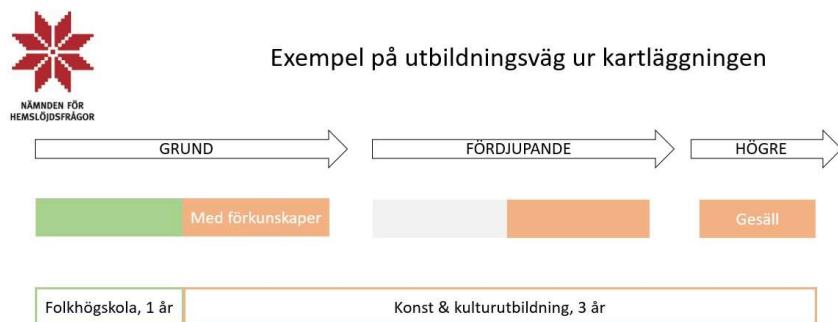 Exempel på utbildningsväg ur kartläggningen
NÄMNDEN FÖR
HEMSLÖJDSFRÅGOR
GRUND
FÖRDJUPANDE
HÖGRE
Med förkunskaper
Gesäll
Folkhögskola, 1 år
Konst & kulturutbildning, 3 år